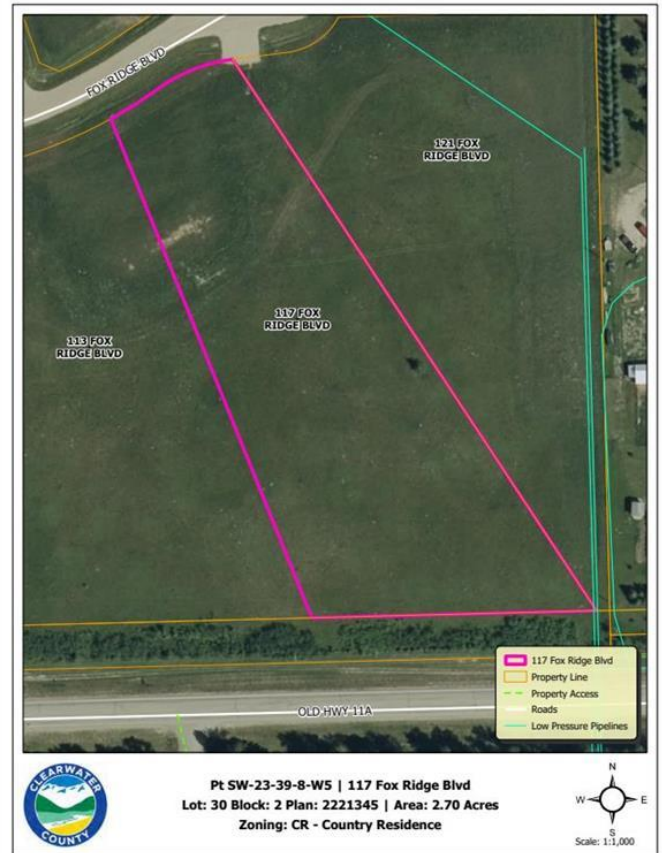 FOX RIDGE BLVD
121 FOX
RIDGE BLVD
117 FOX
RIDGE BLVD
113 FOX
RIDGE BLVD
117 Fox Ridge Blvd
Property Line
Property Access
Roads
Low Pressure Pipelines
OLD HWY 11A
CLEARWATER
COUNTY
Pt SW-23-39-8-W5 | 117 Fox Ridge Blvd
Lot: 30 Block: 2 Plan: 2221345 | Area: 2.70 Acres
Zoning: CR - Country Residence
N
W E
S
Scale: 1:1,000